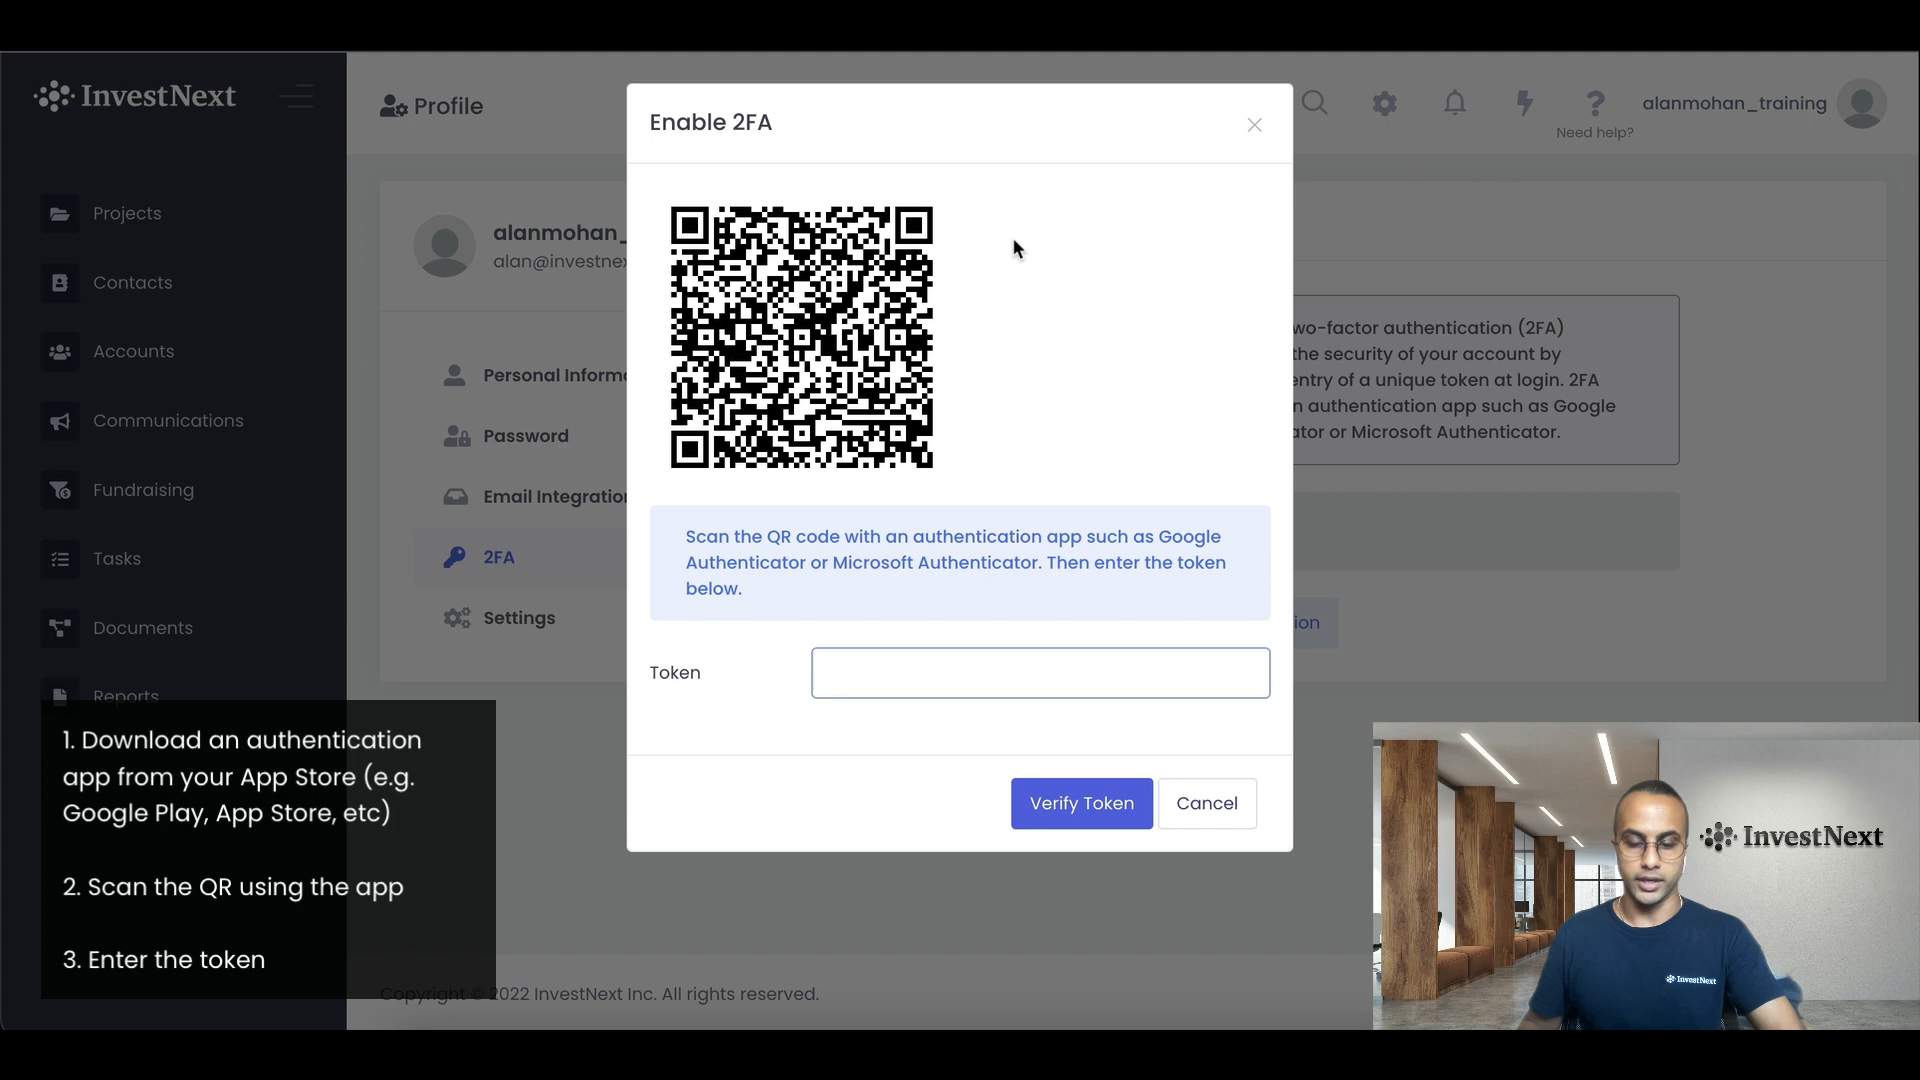 InvestNext
Profile
alanmohan_training
Need help?
Projects
Contacts
Accounts
Communications
Fundraising
Tasks
Documents
Reports
alanmohan_
alan@investnex
Personal Informa
Password
Email Integration
2FA
Settings
Enable 2FA
Scan the QR code with an authentication app such as Google
Authenticator or Microsoft Authenticator. Then enter the token
below.
Token
Verify Token
Cancel
wo-factor authentication (2FA)
the security of your account by
entry of a unique token at login. 2FA
n authentication app such as Google
ator or Microsoft Authenticator.
ion
1. Download an authentication
app from your App Store (e.g.
Google Play, App Store, etc)
2. Scan the QR using the app
3. Enter the token
Copyright © 2022 InvestNext Inc. All rights reserved.
InvestNext
InvestNext